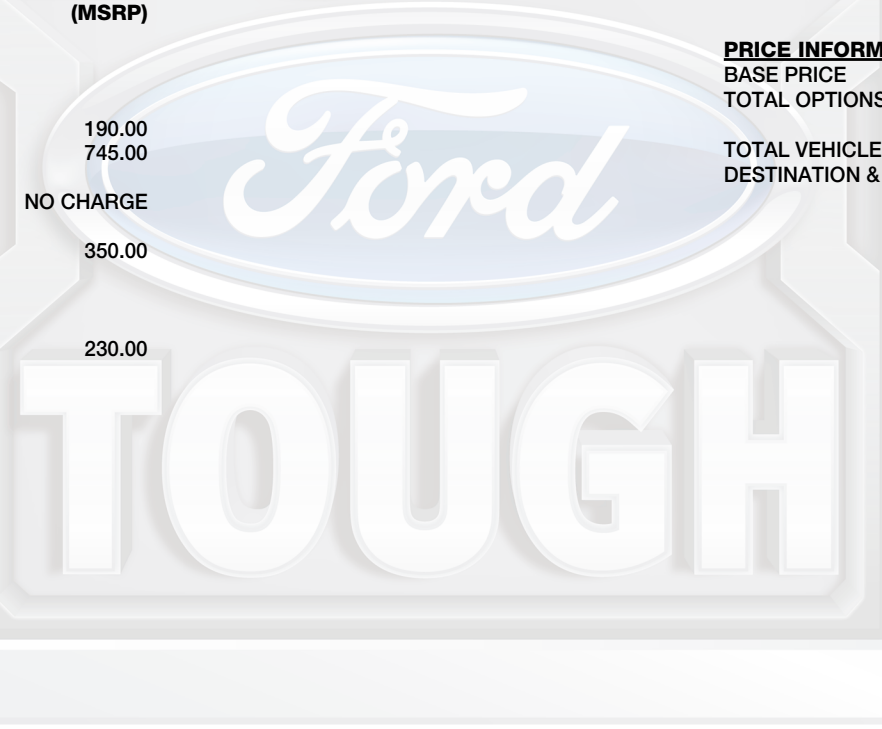 (MSRP)
190.00
745.00
NO CHARGE
350.00
230.00
PRICE INFORM
BASE PRICE
TOTAL OPTIONS
TOTAL VEHICLE
DESTINATION &
Ford
TOUGH